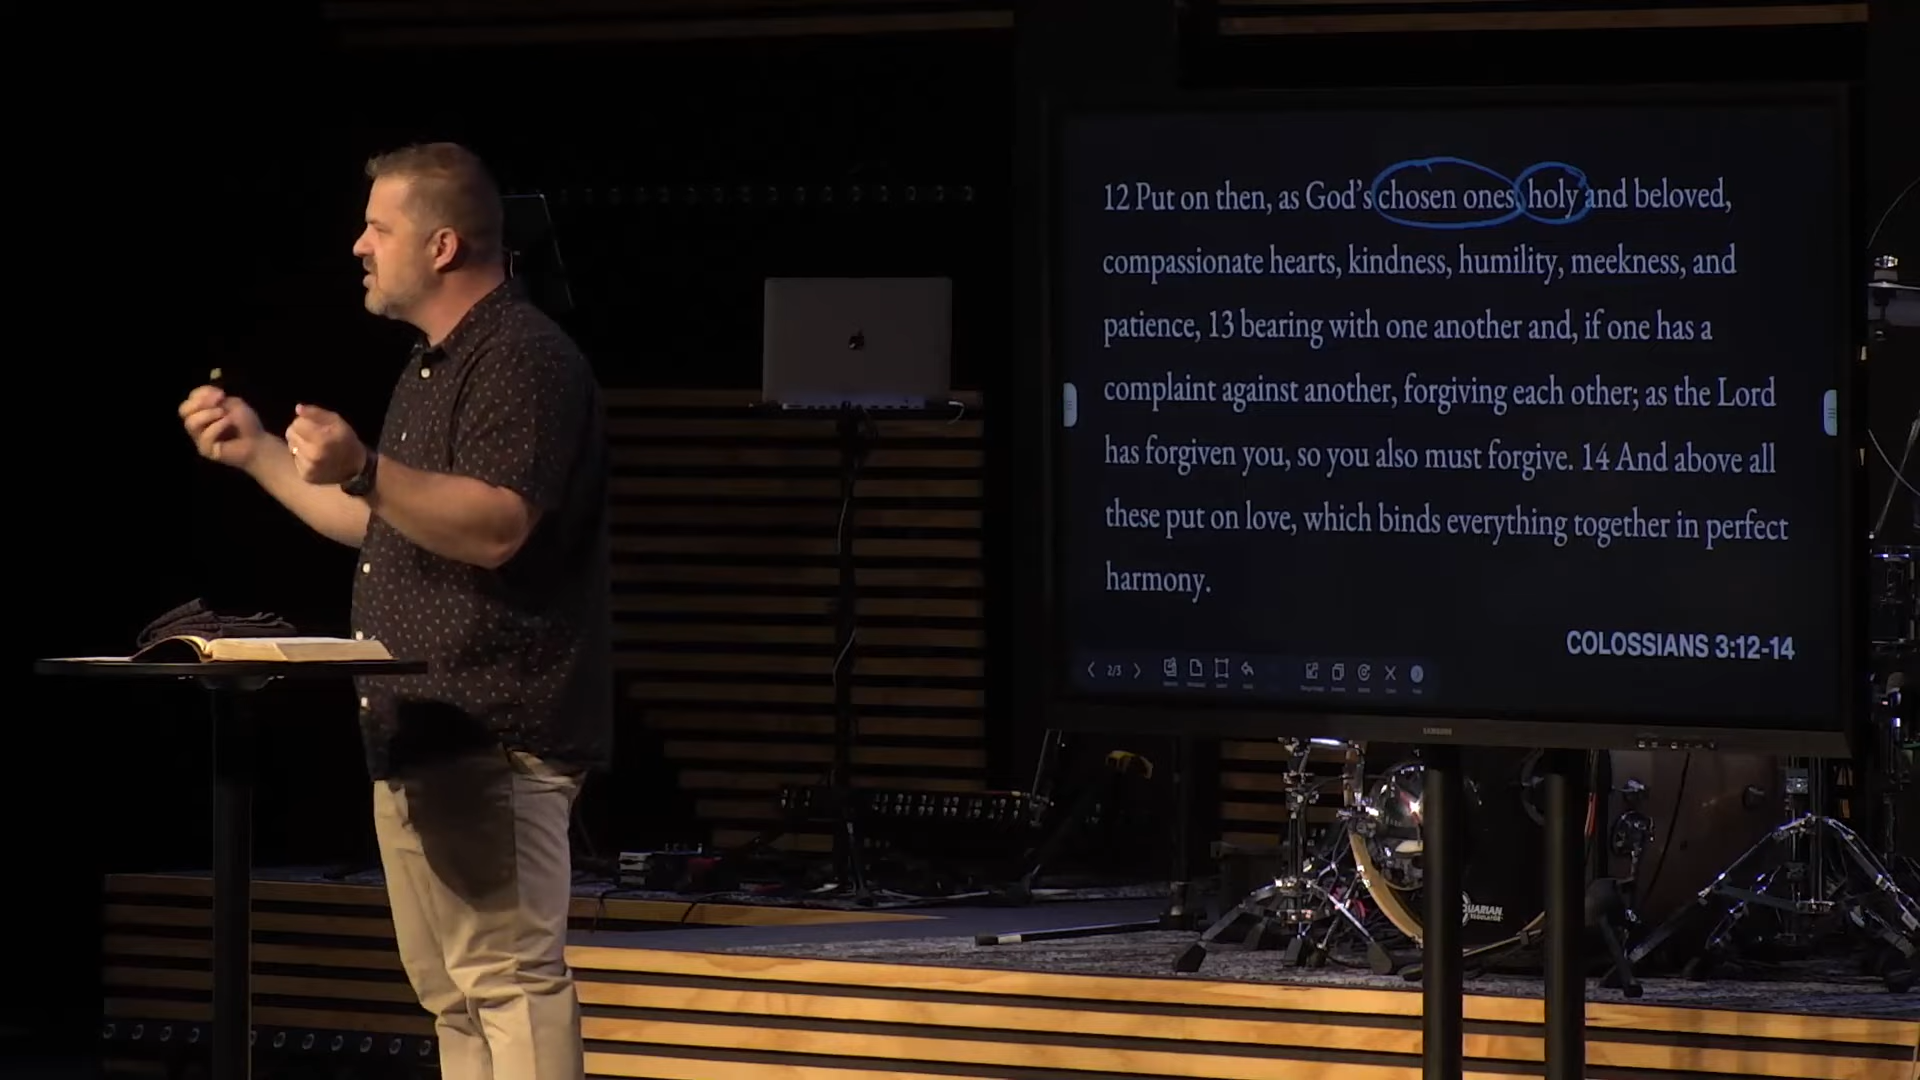 12 Put on then, as God's chosen ones, holy and beloved,
compassionate hearts, kindness, humility, meekness, and
patience, 13 bearing with one another and, if one has a
complaint against another, forgiving each other; as the Lord
has forgiven you, so you also must forgive. 14 And above all
these put on love, which binds everything together in perfect
harmony.
COLOSSIANS 3:12-14
2/3
SAMSUNG